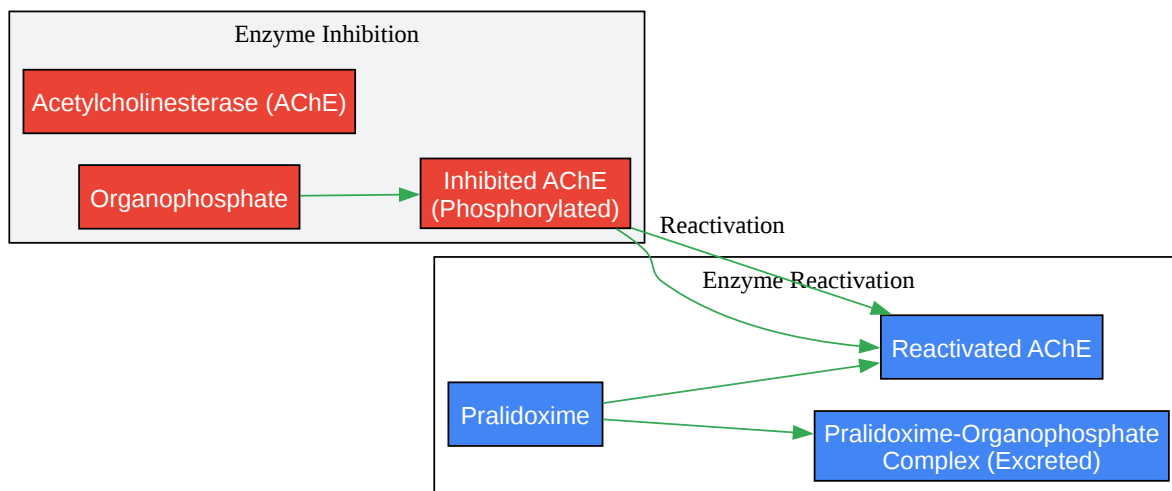 Enzyme Inhibition
Acetylcholinesterase (AChE)
Organophosphate
Inhibited AChE
(Phosphorylated)
Reactivation
Enzyme Reactivation
Reactivated AChE
Pralidoxime
Pralidoxime-Organophosphate
Complex (Excreted)